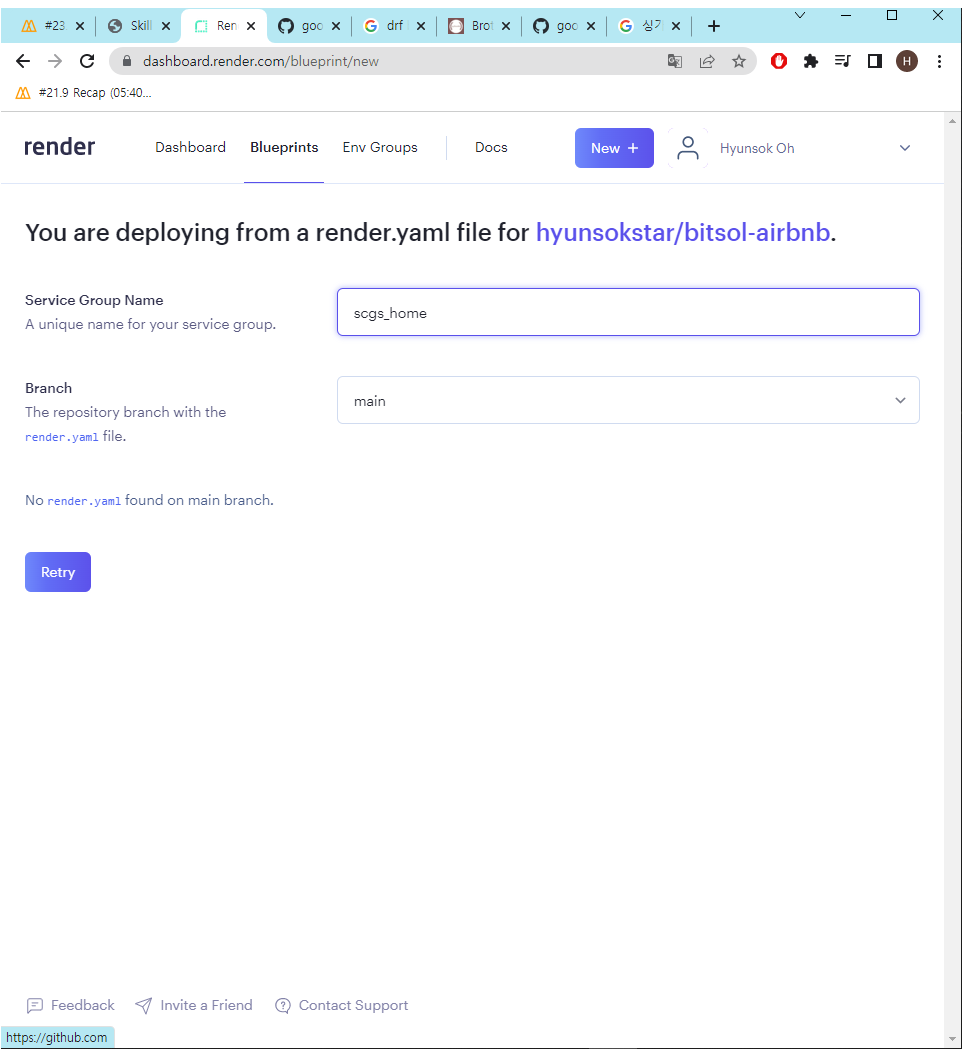 #23
Skill
Ren
goo
drf
Brot
goo
싱기
dashboard.render.com/blueprint/new
H
#21.9 Recap (05:40...
render
Dashboard
Blueprints
Env Groups
Docs
New +
Hyunsok Oh
You are deploying from a render.yaml file for hyunsokstar/bitsol-airbnb.
Service Group Name
A unique name for your service group.
scgs_home
Branch
The repository branch with the
render.yaml file.
main
No render.yaml found on main branch.
Retry
Feedback
Invite a Friend
Contact Support
https://github.com